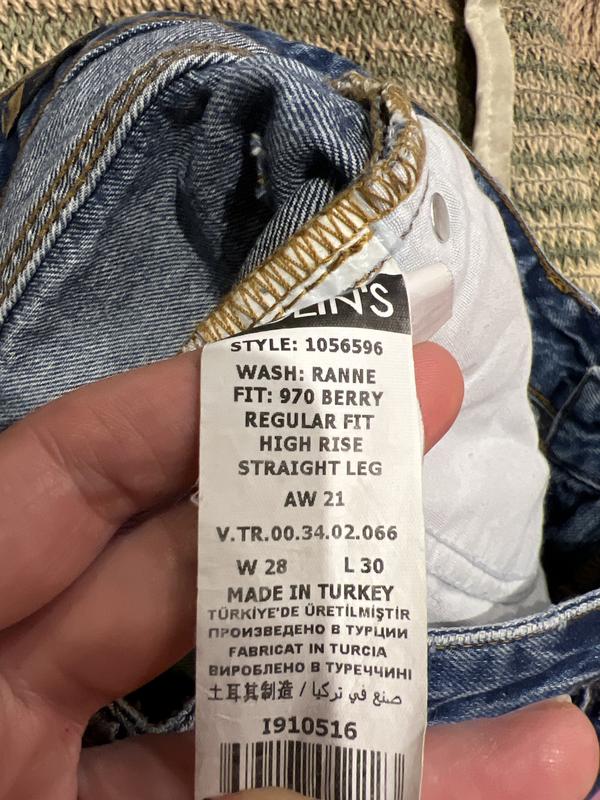 STYLE: 1056596
WASH: RANNE
FIT: 970 BERRY
REGULAR FIT
HIGH RISE
STRAIGHT LEG
AW 21
V.TR.00.34.02.066
W 28 L 30
MADE IN TURKEY
TÜRKİYE'DE ÜRETİLMİŞTİR
ПРОИЗВЕДЕНО В ТУРЦИИ
FABRICAT IN TURCIA
ВИРОБЛЕНО В ТУРЕЧЧИНІ
土耳其制造 / صنع في تركيا
I910516